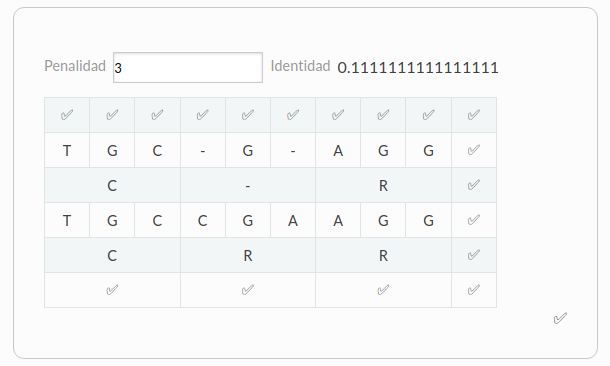 Penalidad 3 Identidad 0.1111111111111111
✓ ✓ ✓ ✓ ✓ ✓ ✓ ✓ ✓ ✓
T G C - G - A G G ✓
C - R ✓
T G C C G A A G G ✓
C R R ✓
✓ ✓ ✓ ✓
✓